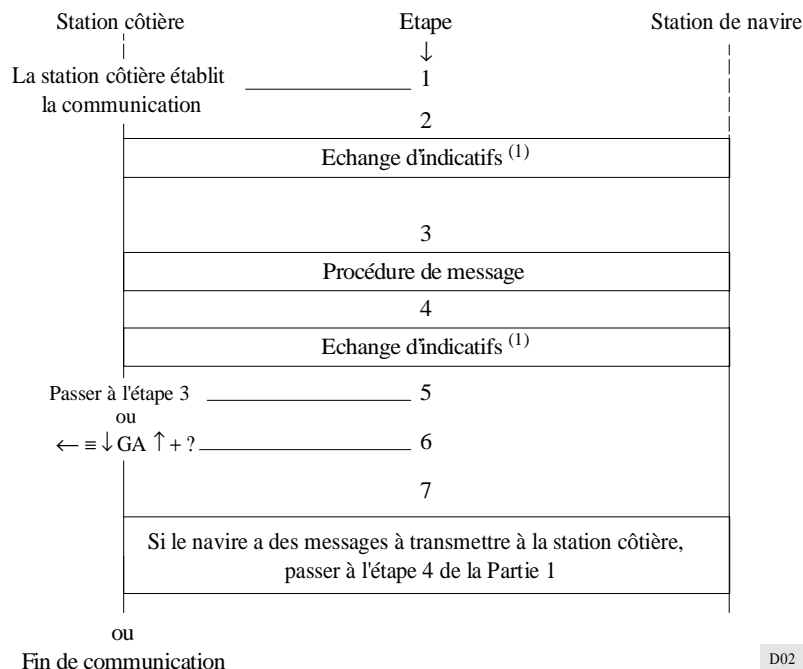 Station côtière Etape Station de navire
↓
La station côtière établit 1
la communication
2
Echange d'indicatifs (1)
3
Procédure de message
4
Echange d'indicatifs (1)
Passer à l'étape 3 5
ou
← ≡ ↓ GA ↑ + ? 6
7
Si le navire a des messages à transmettre à la station côtière,
passer à l'étape 4 de la Partie 1
ou
Fin de communication
D02